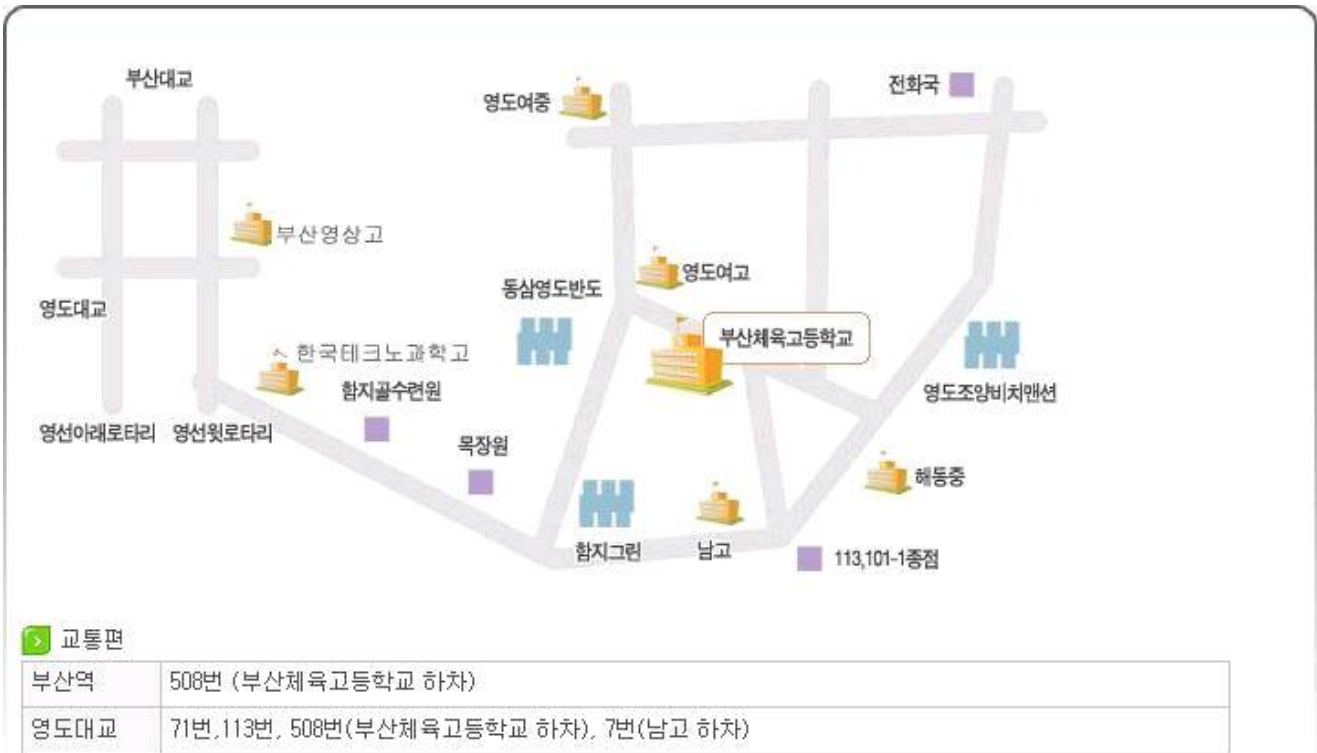 부산대교
전화국
영도여중
부산영상고
영도여고
동삼영도반도
영도대교
부산체육고등학교
한국테크노과학고
함지골수련원
영도조양비치맨션
영선아래로타리 영선윗로타리
목장원
해동중
함지그린
남고
113,101-1종점
교통편
부산역 508번 (부산체육고등학교 하차)
영도대교 71번,113번, 508번(부산체육고등학교 하차), 7번(남고 하차)